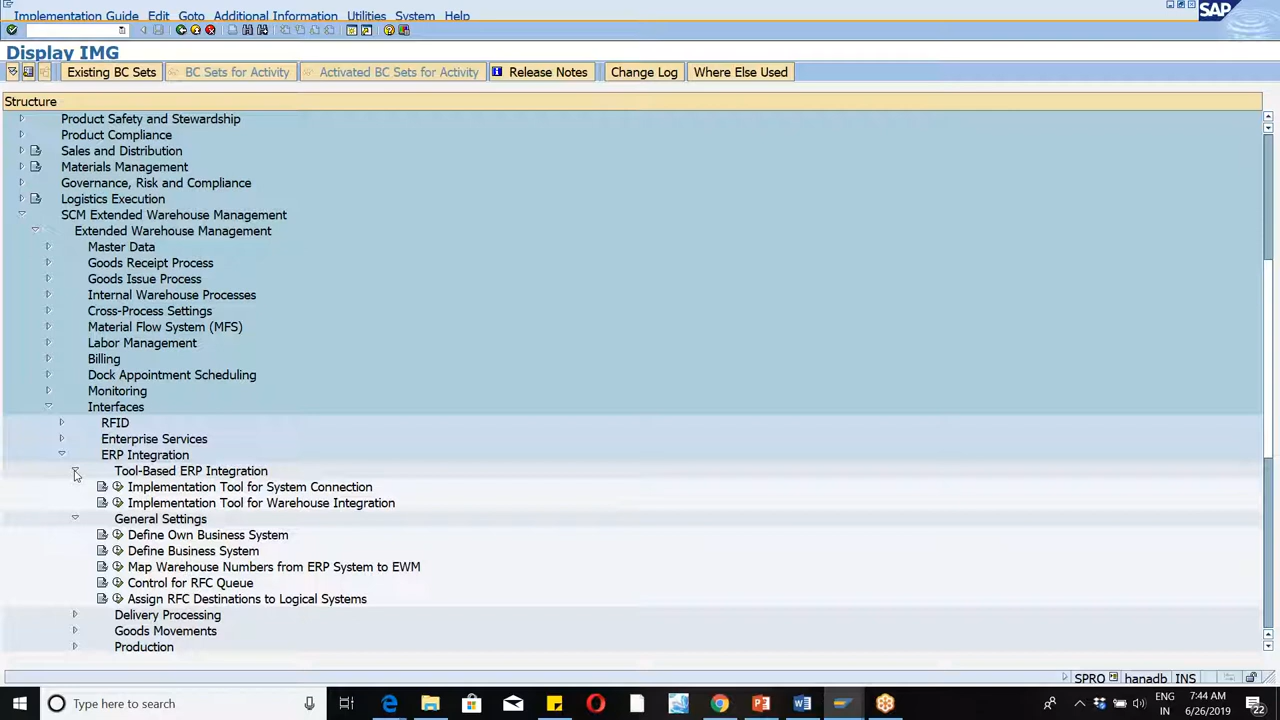 Implementation Guide Edit Goto Additional Information Utilities System Help
SAP
Display IMG
Existing BC Sets BC Sets for Activity Activated BC Sets for Activity Release Notes Change Log Where Else Used
Structure
Product Safety and Stewardship
Product Compliance
Sales and Distribution
Materials Management
Governance, Risk and Compliance
Logistics Execution
SCM Extended Warehouse Management
Extended Warehouse Management
Master Data
Goods Receipt Process
Goods Issue Process
Internal Warehouse Processes
Cross-Process Settings
Material Flow System (MFS)
Labor Management
Billing
Dock Appointment Scheduling
Monitoring
Interfaces
RFID
Enterprise Services
ERP Integration
Tool-Based ERP Integration
Implementation Tool for System Connection
Implementation Tool for Warehouse Integration
General Settings
Define Own Business System
Define Business System
Map Warehouse Numbers from ERP System to EWM
Control for RFC Queue
Assign RFC Destinations to Logical Systems
Delivery Processing
Goods Movements
Production
SPRO hanadb INS
Type here to search
ENG 7:44 AM
IN 6/26/2019 22